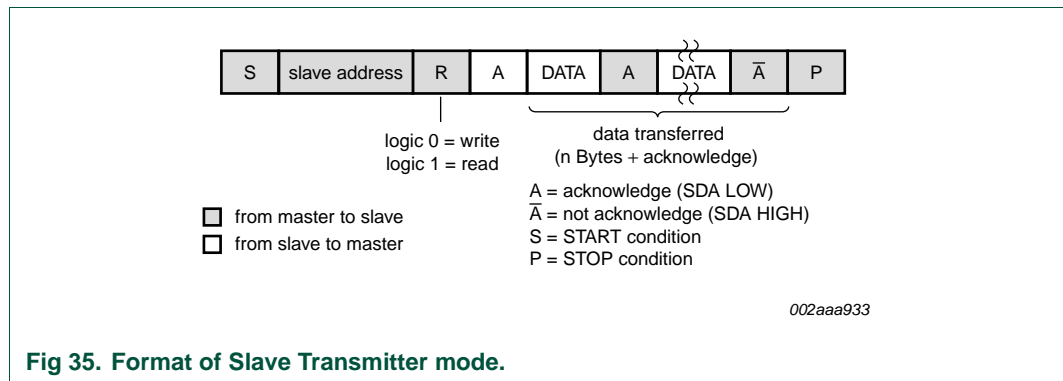 S slave address R A DATA A DATA A̅ P
logic 0 = write
logic 1 = read
data transferred
(n Bytes + acknowledge)
A = acknowledge (SDA LOW)
A̅ = not acknowledge (SDA HIGH)
S = START condition
P = STOP condition
from master to slave
from slave to master
002aaa933
Fig 35. Format of Slave Transmitter mode.